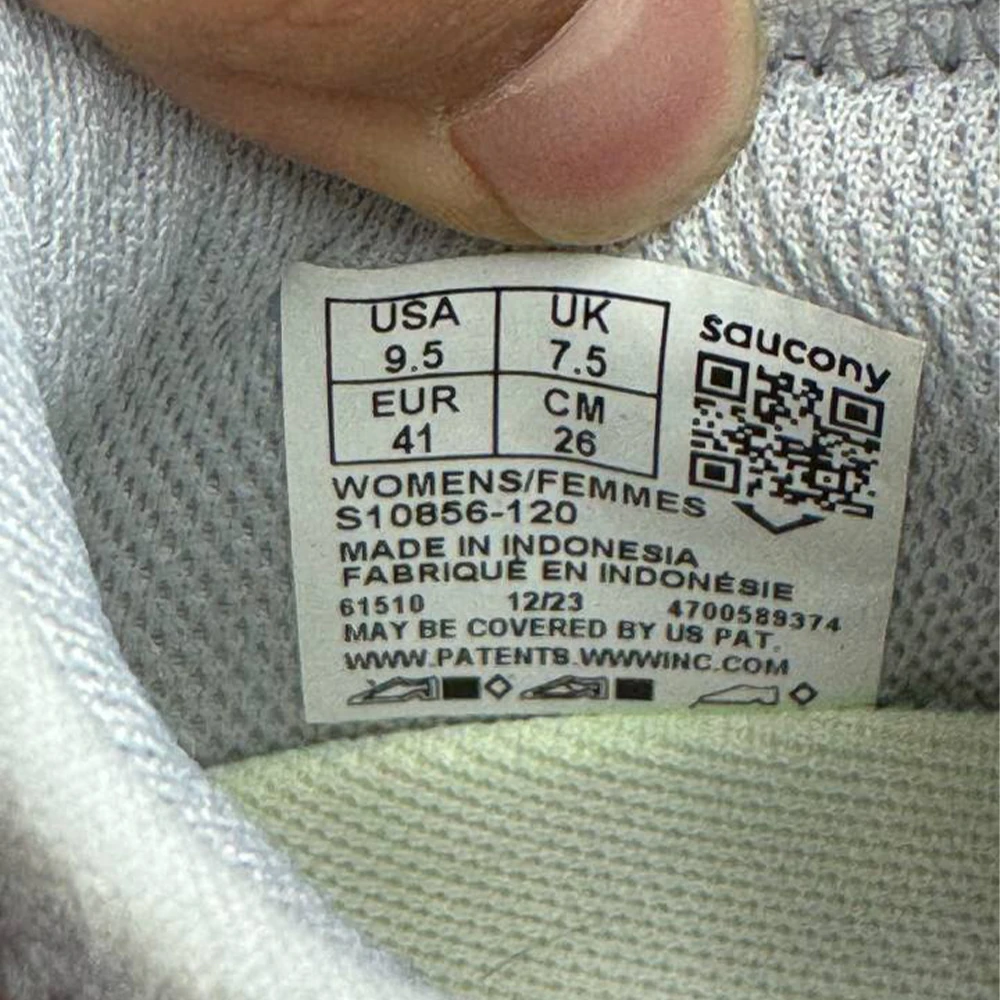 USA UK
9.5 7.5
EUR CM
41 26
saucony
WOMENS/FEMMES
S10856-120
MADE IN INDONESIA
FABRIQUÉ EN INDONÉSIE
61510 12/23 4700589374
MAY BE COVERED BY US PAT.
WWW.PATENTS.WWWINC.COM